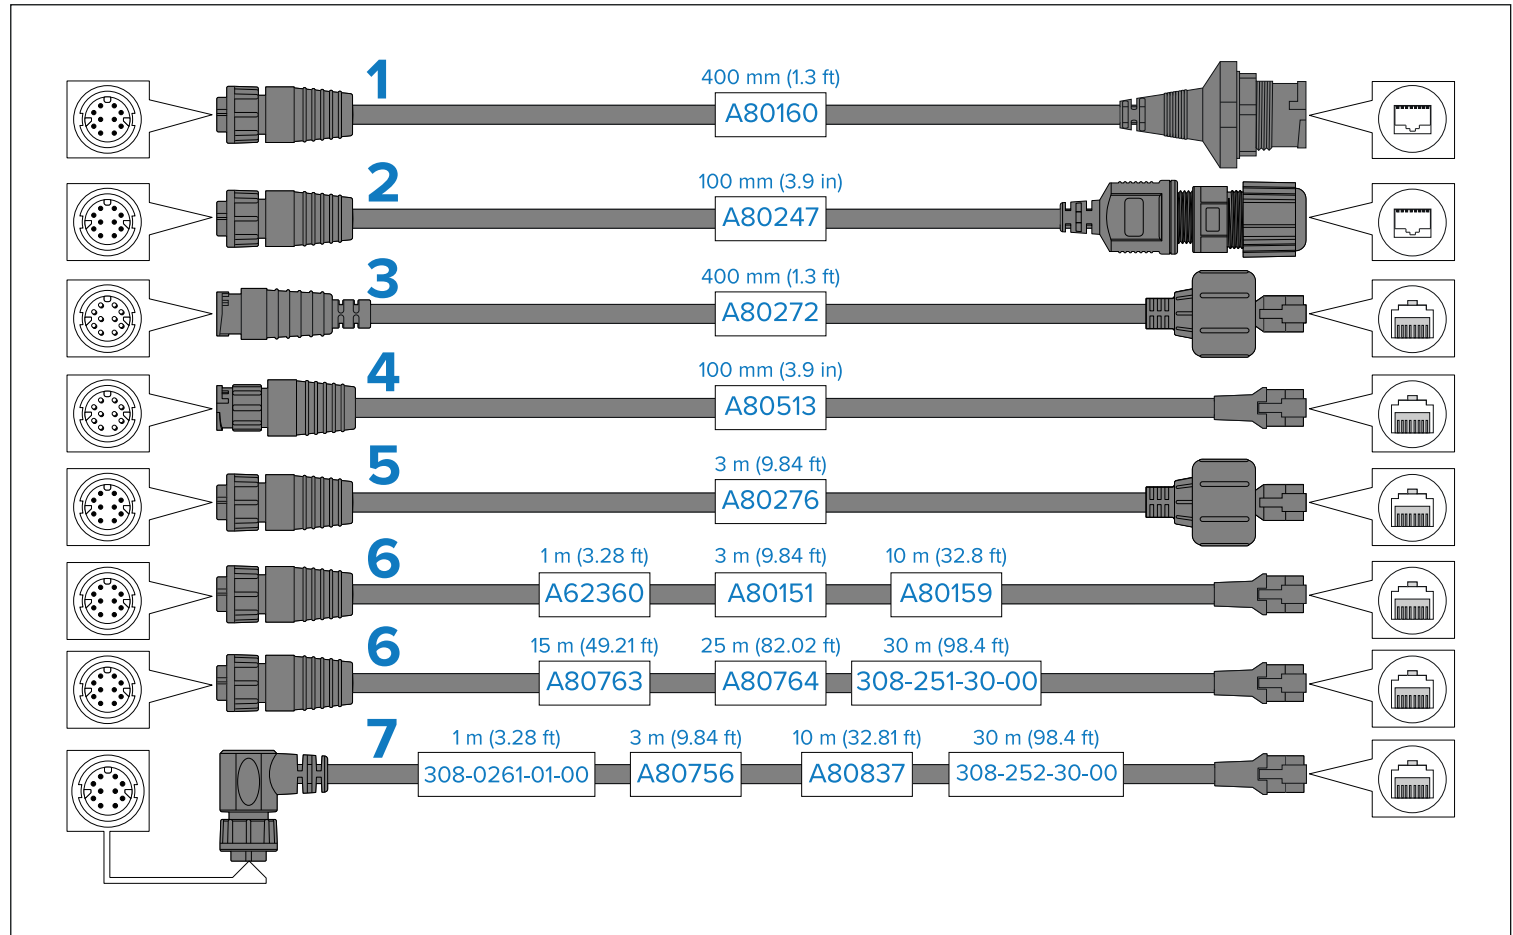 1
400 mm (1.3 ft)
A80160
2
100 mm (3.9 in)
A80247
3
400 mm (1.3 ft)
A80272
4
100 mm (3.9 in)
A80513
5
3 m (9.84 ft)
A80276
6
1 m (3.28 ft) 3 m (9.84 ft) 10 m (32.8 ft)
A62360 A80151 A80159
6
15 m (49.21 ft) 25 m (82.02 ft) 30 m (98.4 ft)
A80763 A80764 308-251-30-00
7
1 m (3.28 ft) 3 m (9.84 ft) 10 m (32.81 ft) 30 m (98.4 ft)
308-0261-01-00 A80756 A80837 308-252-30-00